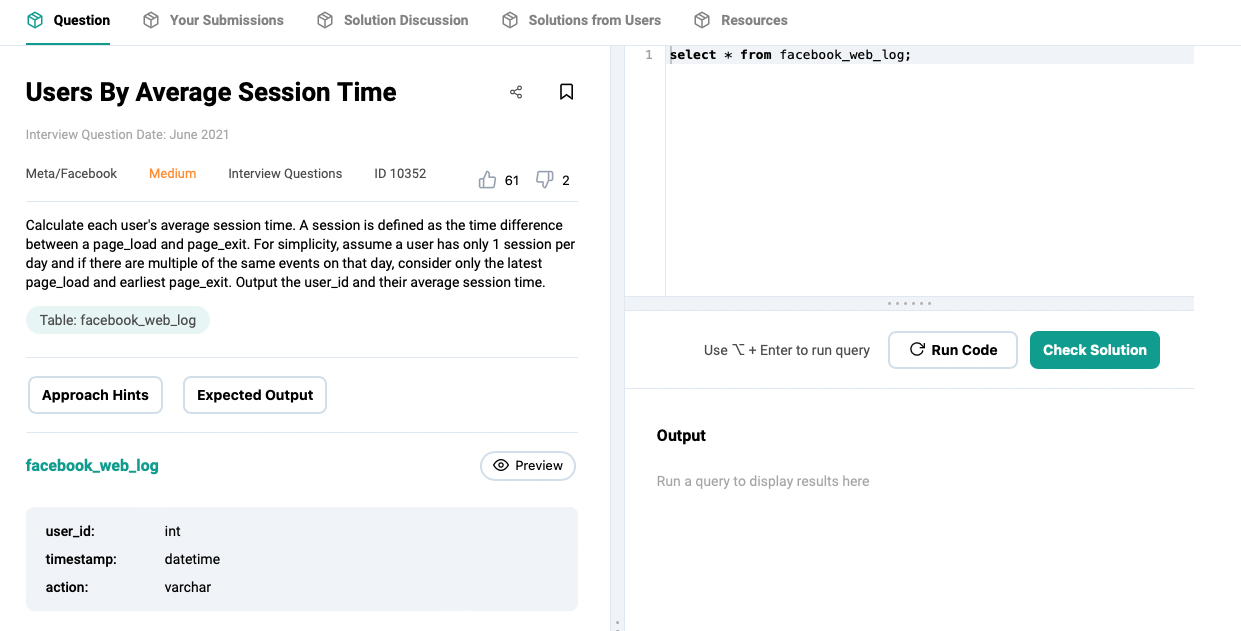 Question
Your Submissions
Solution Discussion
Solutions from Users
Resources
Users By Average Session Time
Interview Question Date: June 2021
Meta/Facebook
Medium
Interview Questions
ID 10352
61
2
Calculate each user's average session time. A session is defined as the time difference
between a page_load and page_exit. For simplicity, assume a user has only 1 session per
day and if there are multiple of the same events on that day, consider only the latest
page_load and earliest page_exit. Output the user_id and their average session time.
Table: facebook_web_log
Approach Hints
Expected Output
facebook_web_log
Preview
user_id: int
timestamp: datetime
action: varchar
1 select * from facebook_web_log;
Use ⌥ + Enter to run query
Run Code
Check Solution
Output
Run a query to display results here